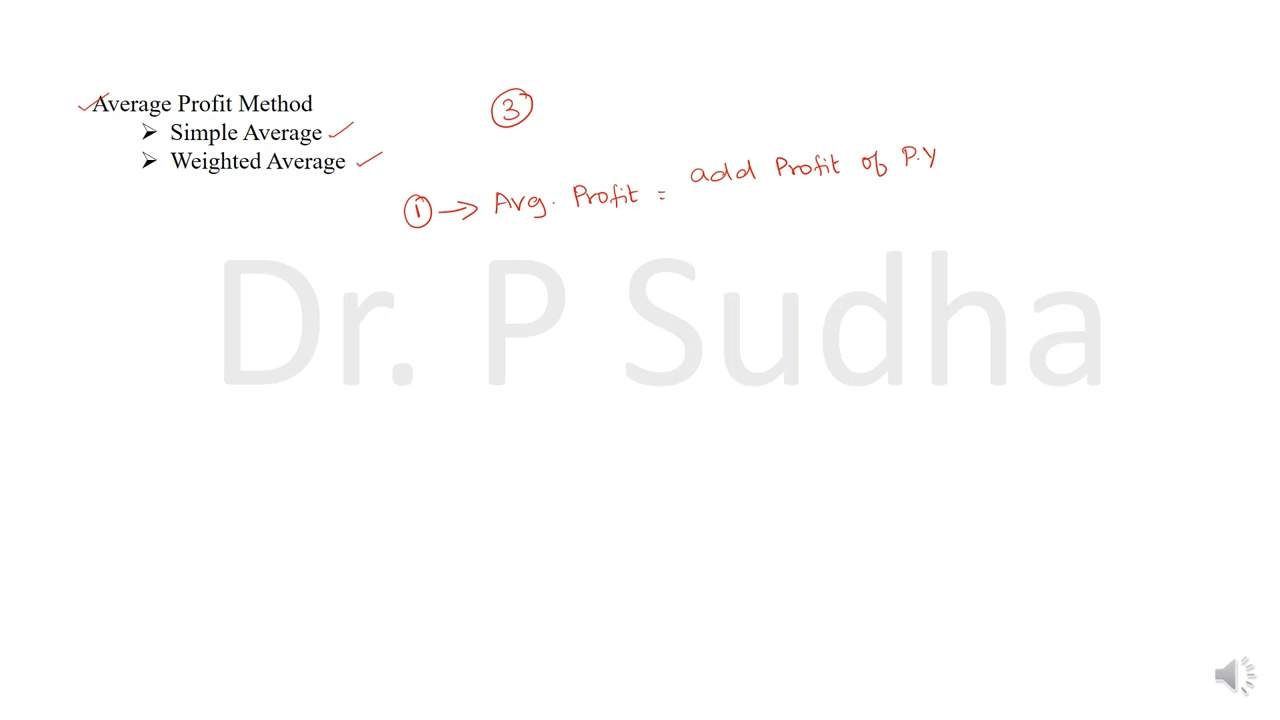 Average Profit Method
➢ Simple Average
➢ Weighted Average
3
1 → Avg. Profit = add Profit of P.Y
Dr. P Sudha